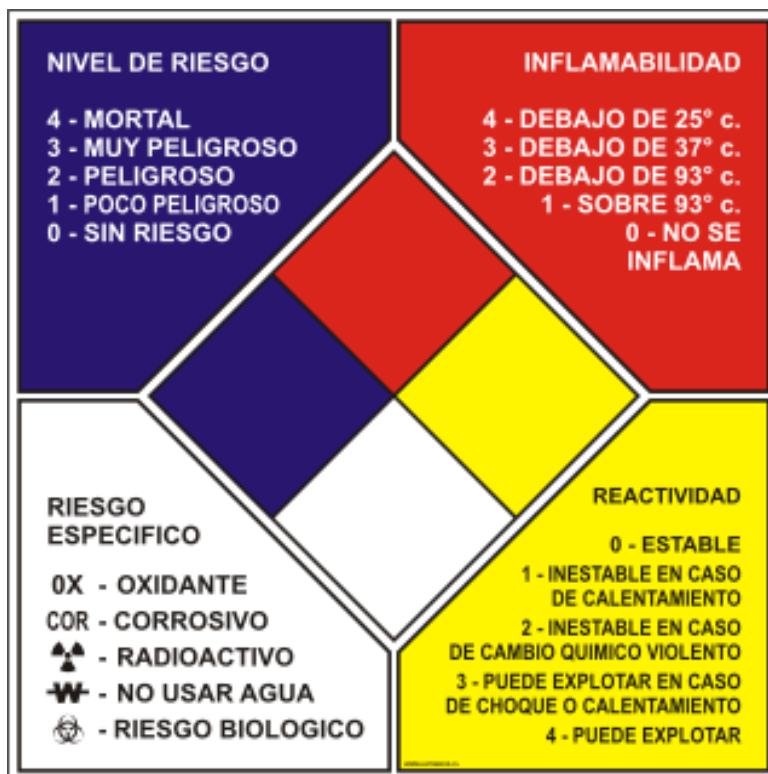 NIVEL DE RIESGO
4 - MORTAL
3 - MUY PELIGROSO
2 - PELIGROSO
1 - POCO PELIGROSO
0 - SIN RIESGO
INFLAMABILIDAD
4 - DEBAJO DE 25° c.
3 - DEBAJO DE 37° c.
2 - DEBAJO DE 93° c.
1 - SOBRE 93° c.
0 - NO SE
INFLAMA
RIESGO
ESPECIFICO
0X - OXIDANTE
COR - CORROSIVO
- RADIOACTIVO
W - NO USAR AGUA
- RIESGO BIOLOGICO
REACTIVIDAD
0 - ESTABLE
1 - INESTABLE EN CASO
DE CALENTAMIENTO
2 - INESTABLE EN CASO
DE CAMBIO QUIMICO VIOLENTO
3 - PUEDE EXPLOTAR EN CASO
DE CHOQUE O CALENTAMIENTO
4 - PUEDE EXPLOTAR